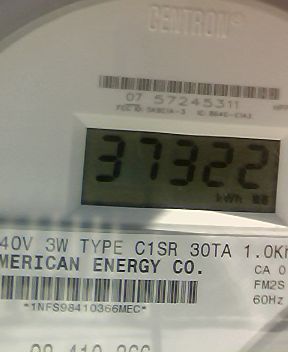 CENTRON®
07 57245311
37322
kWh
40V 3W TYPE C1SR 30TA 1.0Kh
MERICAN ENERGY CO.
CA 0
FM2S
60Hz
*1NFS98410366MEC*